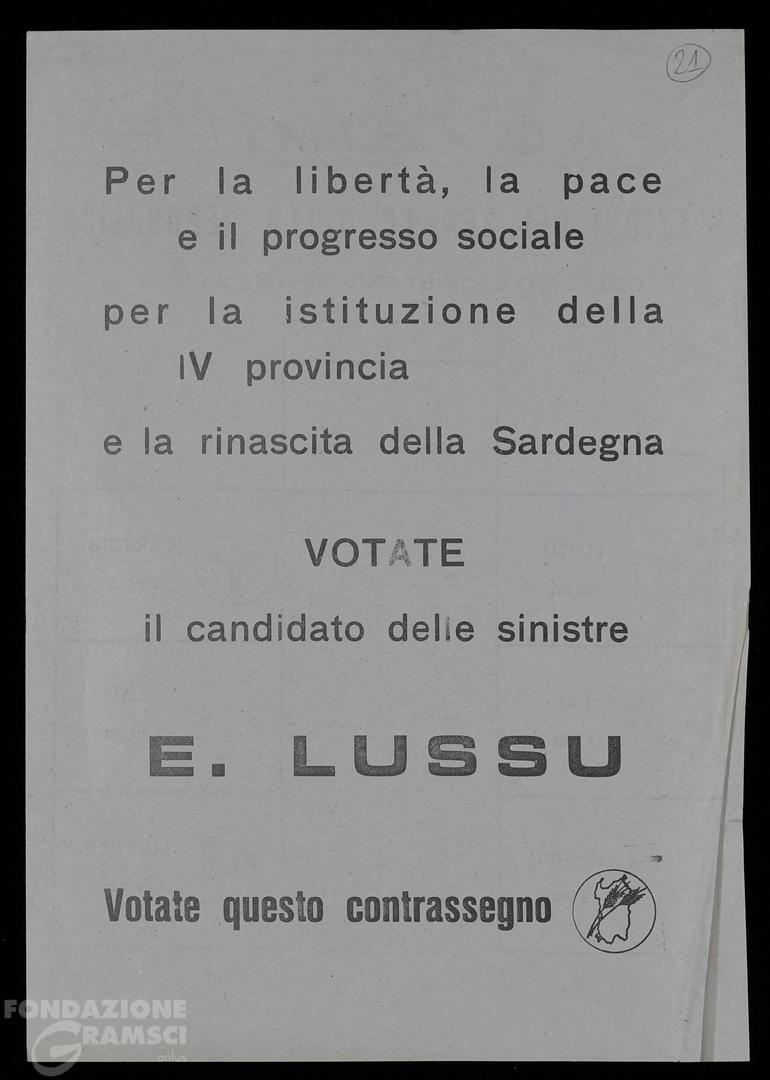 21
Per la libertà, la pace
e il progresso sociale
per la istituzione della
IV provincia
e la rinascita della Sardegna
VOTATE
il candidato delle sinistre
E. LUSSU
Votate questo contrassegno
FONDAZIONE
GRAMSCI
onlus